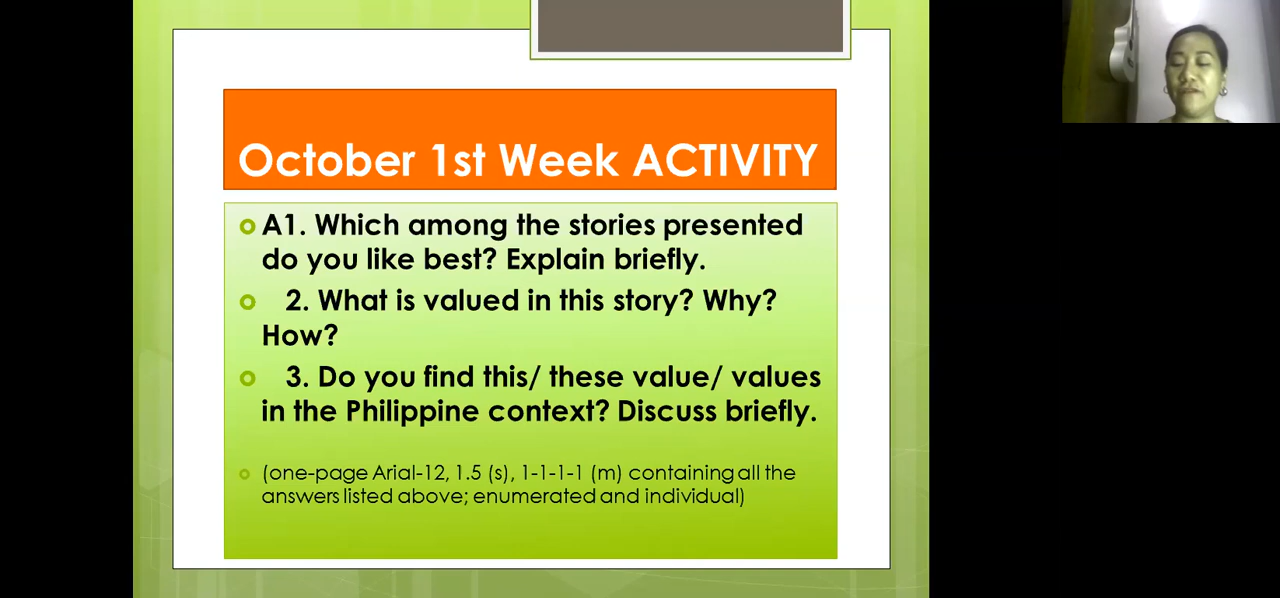 October 1st Week ACTIVITY
A1. Which among the stories presented
do you like best? Explain briefly.
2. What is valued in this story? Why?
How?
3. Do you find this/ these value/ values
in the Philippine context? Discuss briefly.
(one-page Arial-12, 1.5 (s), 1-1-1-1 (m) containing all the
answers listed above; enumerated and individual)